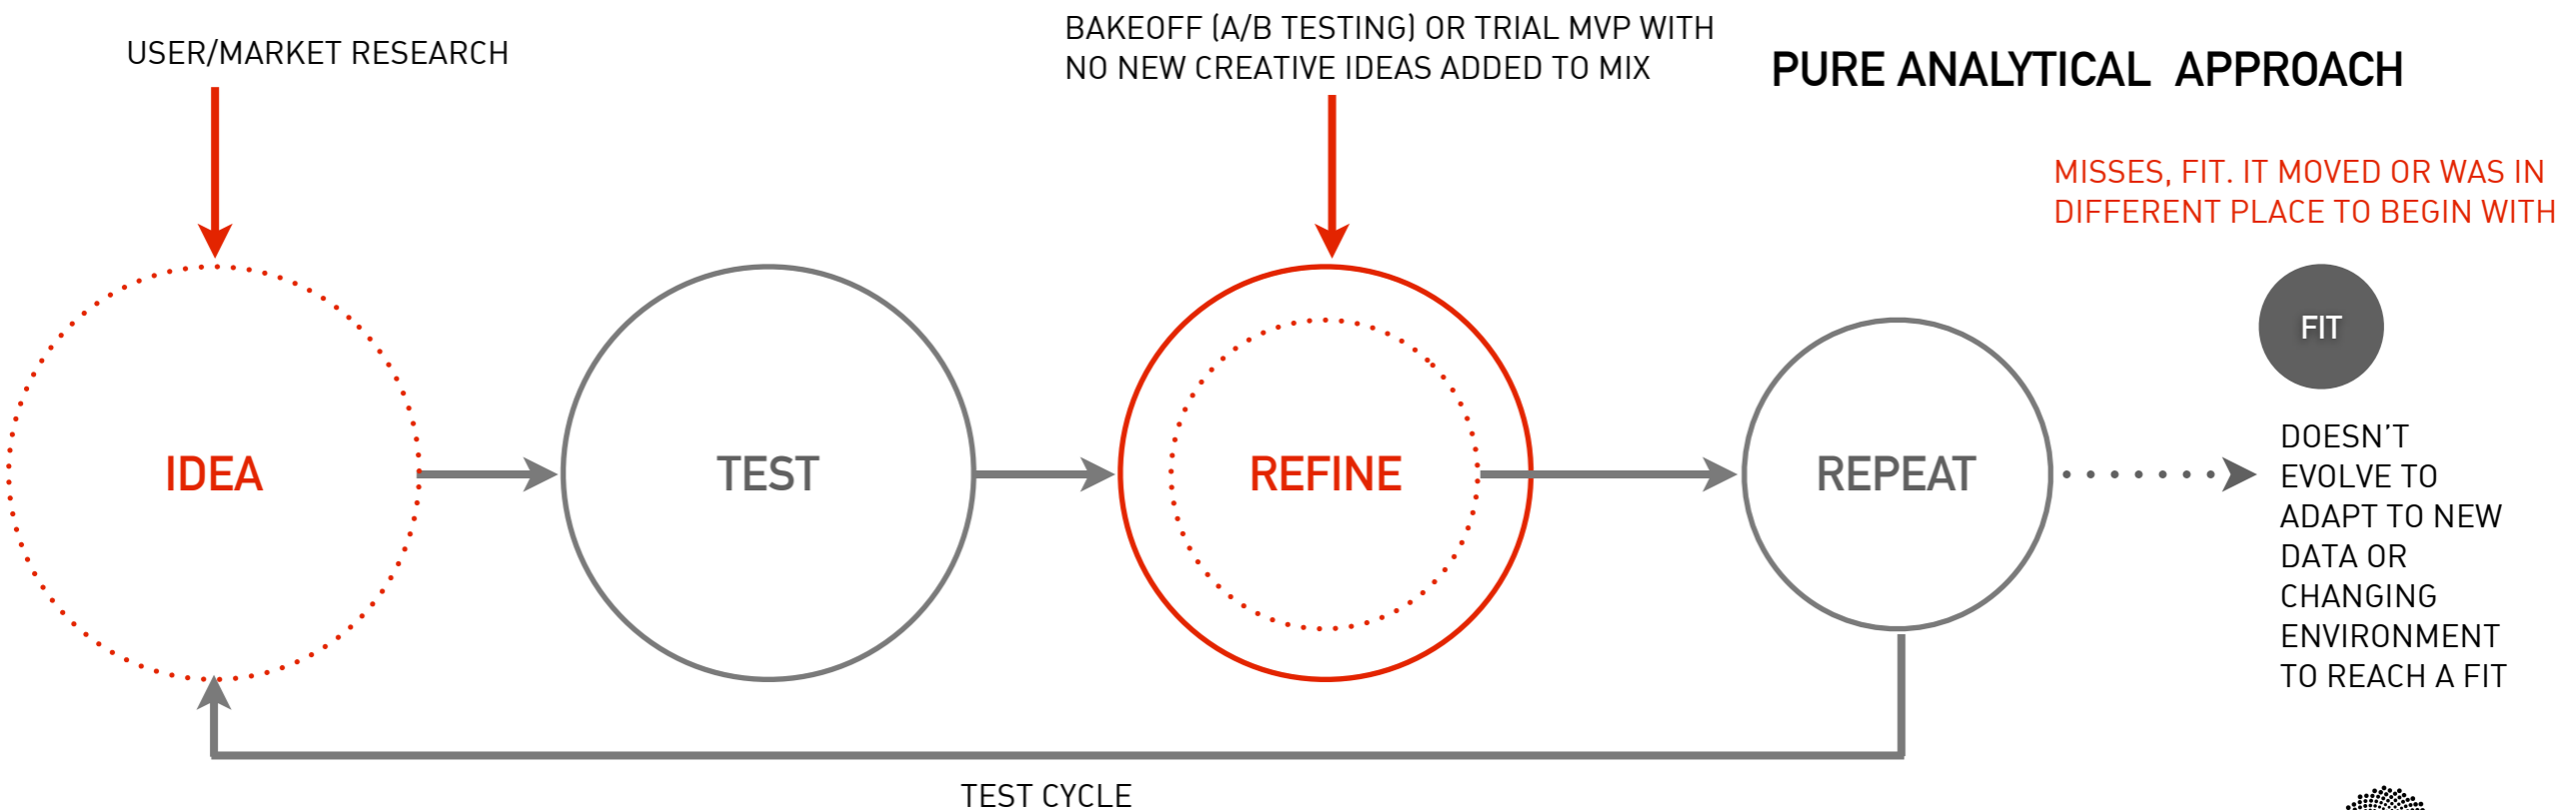 USER/MARKET RESEARCH
BAKEOFF (A/B TESTING) OR TRIAL MVP WITH
NO NEW CREATIVE IDEAS ADDED TO MIX
PURE ANALYTICAL APPROACH
MISSES, FIT. IT MOVED OR WAS IN
DIFFERENT PLACE TO BEGIN WITH
IDEA
TEST
REFINE
REPEAT
FIT
DOESN'T
EVOLVE TO
ADAPT TO NEW
DATA OR
CHANGING
ENVIRONMENT
TO REACH A FIT
TEST CYCLE